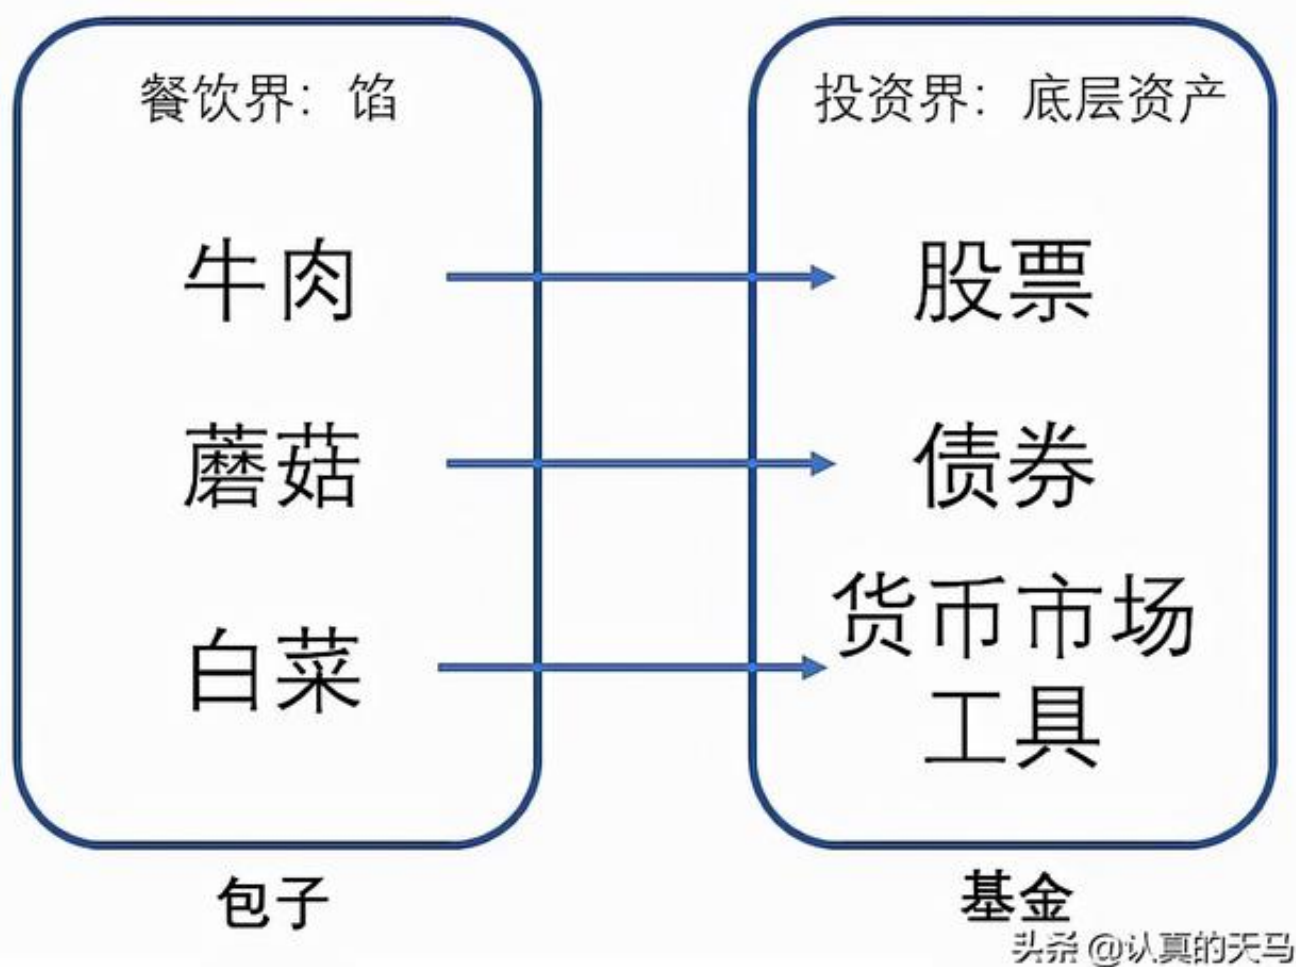 餐饮界：馅
投资界：底层资产
牛肉
股票
蘑菇
债券
白菜
货币市场
工具
包子
基金
头条 @认真的天马